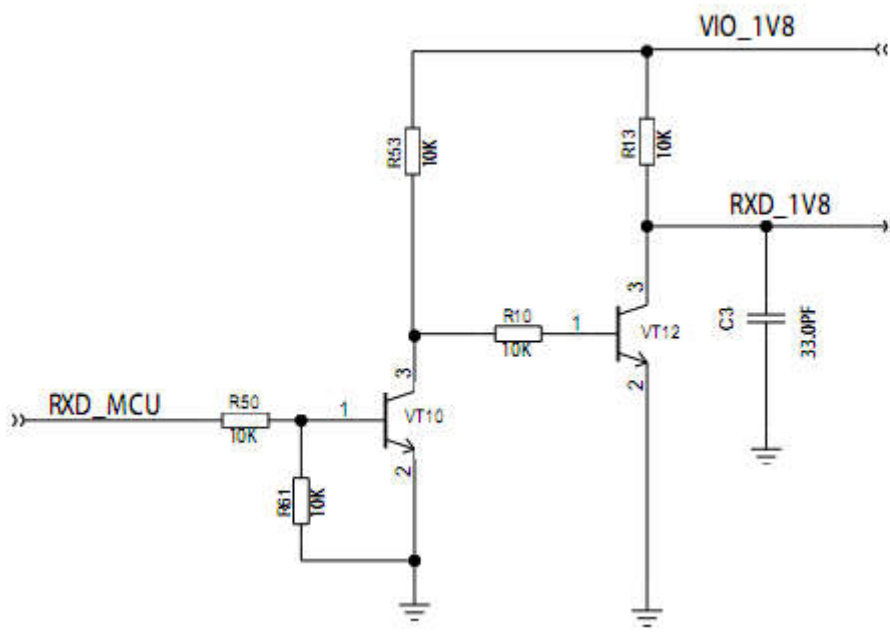 VIO_1V8
R53
10K
R13
10K
RXD_1V8
3
R10
10K
1
VT12
2
C3
33.0PF
3
RXD_MCU
R50
10K
1
VT10
2
R61
10K